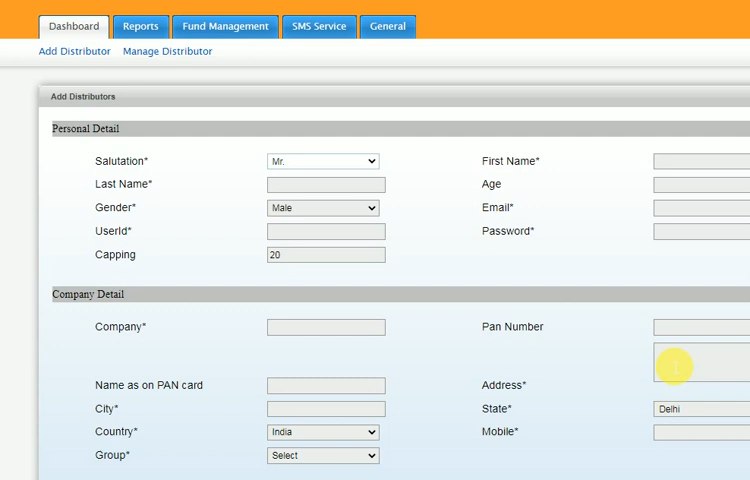 Dashboard Reports Fund Management SMS Service General
Add Distributor Manage Distributor
Add Distributors
Personal Detail
Salutation* Mr. First Name*
Last Name* Age
Gender* Male Email*
UserId* Password*
Capping 20
Company Detail
Company* Pan Number
Name as on PAN card Address*
City* State* Delhi
Country* India Mobile*
Group* Select